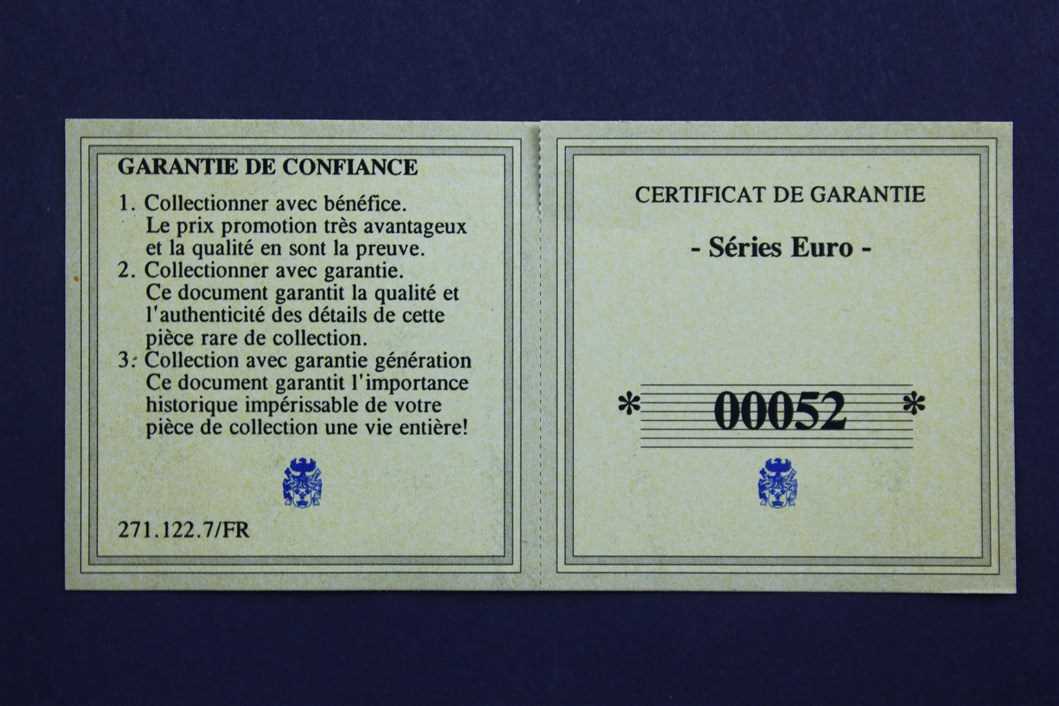 GARANTIE DE CONFIANCE
1. Collectionner avec bénéfice.
Le prix promotion très avantageux
et la qualité en sont la preuve.
2. Collectionner avec garantie.
Ce document garantit la qualité et
l'authenticité des détails de cette
pièce rare de collection.
3. Collection avec garantie génération
Ce document garantit l'importance
historique impérissable de votre
pièce de collection une vie entière!
271.122.7/FR
CERTIFICAT DE GARANTIE
- Séries Euro -
* 00052 *